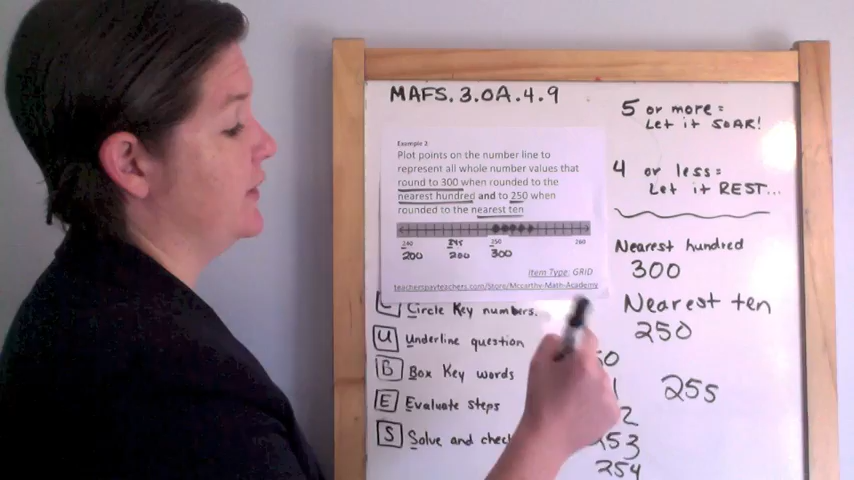 MAFS.3.OA.4.9
Example 2
Plot points on the number line to
represent all whole number values that
round to 300 when rounded to the
nearest hundred and to 250 when
rounded to the nearest ten
240 245 250 260
200 200 300
Item Type: GRID
teacherspayteachers.com/Store/Mccarthy-Math-Academy
C Circle Key numbers.
U Underline question
B Box Key words
E Evaluate steps
S Solve and check
5 or more =
Let it SOAR!
4 or less =
Let it REST...
Nearest hundred
300
Nearest ten
250
255
253
254